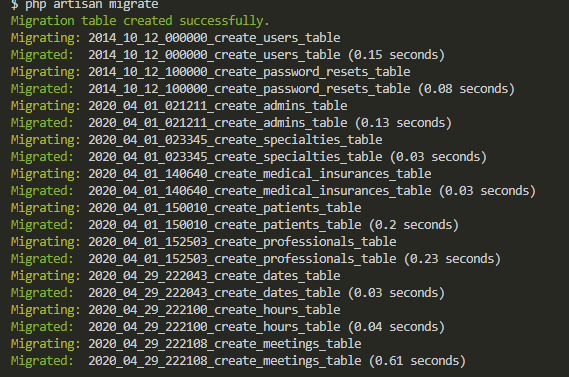 $ php artisan migrate
Migration table created successfully.
Migrating: 2014_10_12_000000_create_users_table
Migrated:  2014_10_12_000000_create_users_table (0.15 seconds)
Migrating: 2014_10_12_100000_create_password_resets_table
Migrated:  2014_10_12_100000_create_password_resets_table (0.08 seconds)
Migrating: 2020_04_01_021211_create_admins_table
Migrated:  2020_04_01_021211_create_admins_table (0.13 seconds)
Migrating: 2020_04_01_023345_create_specialties_table
Migrated:  2020_04_01_023345_create_specialties_table (0.03 seconds)
Migrating: 2020_04_01_140640_create_medical_insurances_table
Migrated:  2020_04_01_140640_create_medical_insurances_table (0.03 seconds)
Migrating: 2020_04_01_150010_create_patients_table
Migrated:  2020_04_01_150010_create_patients_table (0.2 seconds)
Migrating: 2020_04_01_152503_create_professionals_table
Migrated:  2020_04_01_152503_create_professionals_table (0.23 seconds)
Migrating: 2020_04_29_222043_create_dates_table
Migrated:  2020_04_29_222043_create_dates_table (0.03 seconds)
Migrating: 2020_04_29_222100_create_hours_table
Migrated:  2020_04_29_222100_create_hours_table (0.04 seconds)
Migrating: 2020_04_29_222108_create_meetings_table
Migrated:  2020_04_29_222108_create_meetings_table (0.61 seconds)